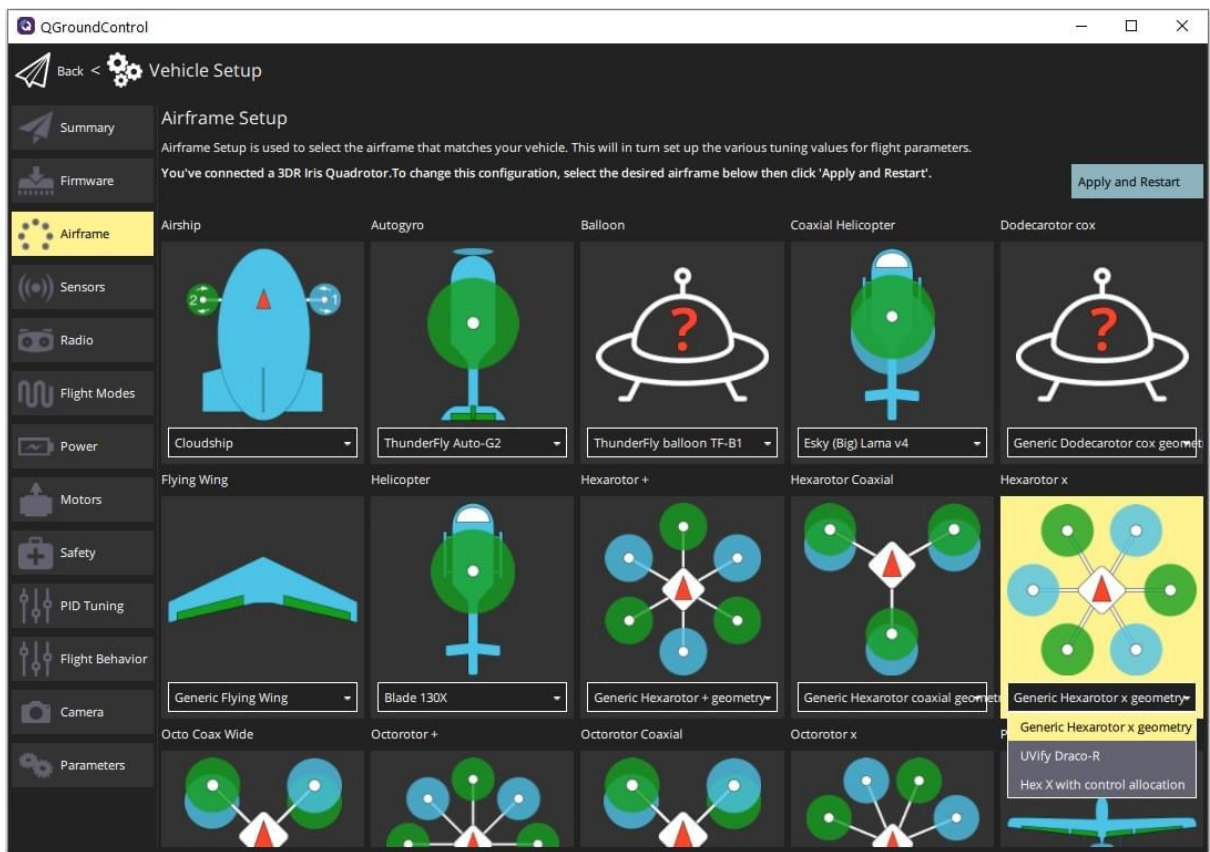 QGroundControl
Back < Vehicle Setup
Summary
Firmware
Airframe
Sensors
Radio
Flight Modes
Power
Motors
Safety
PID Tuning
Flight Behavior
Camera
Parameters
Airframe Setup
Airframe Setup is used to select the airframe that matches your vehicle. This will in turn set up the various tuning values for flight parameters.
You've connected a 3DR Iris Quadrotor.To change this configuration, select the desired airframe below then click 'Apply and Restart'.
Apply and Restart
Airship
Autogyro
Balloon
Coaxial Helicopter
Dodecarotor cox
2
1
?
?
Cloudship
ThunderFly Auto-G2
ThunderFly balloon TF-B1
Esky (Big) Lama v4
Generic Dodecarotor cox geomet
Flying Wing
Helicopter
Hexarotor +
Hexarotor Coaxial
Hexarotor x
Generic Flying Wing
Blade 130X
Generic Hexarotor + geometry
Generic Hexarotor coaxial geomet
Generic Hexarotor x geometry
Generic Hexarotor x geometry
UVify Draco-R
Hex X with control allocation
Octo Coax Wide
Octorotor +
Octorotor Coaxial
Octorotor x
P